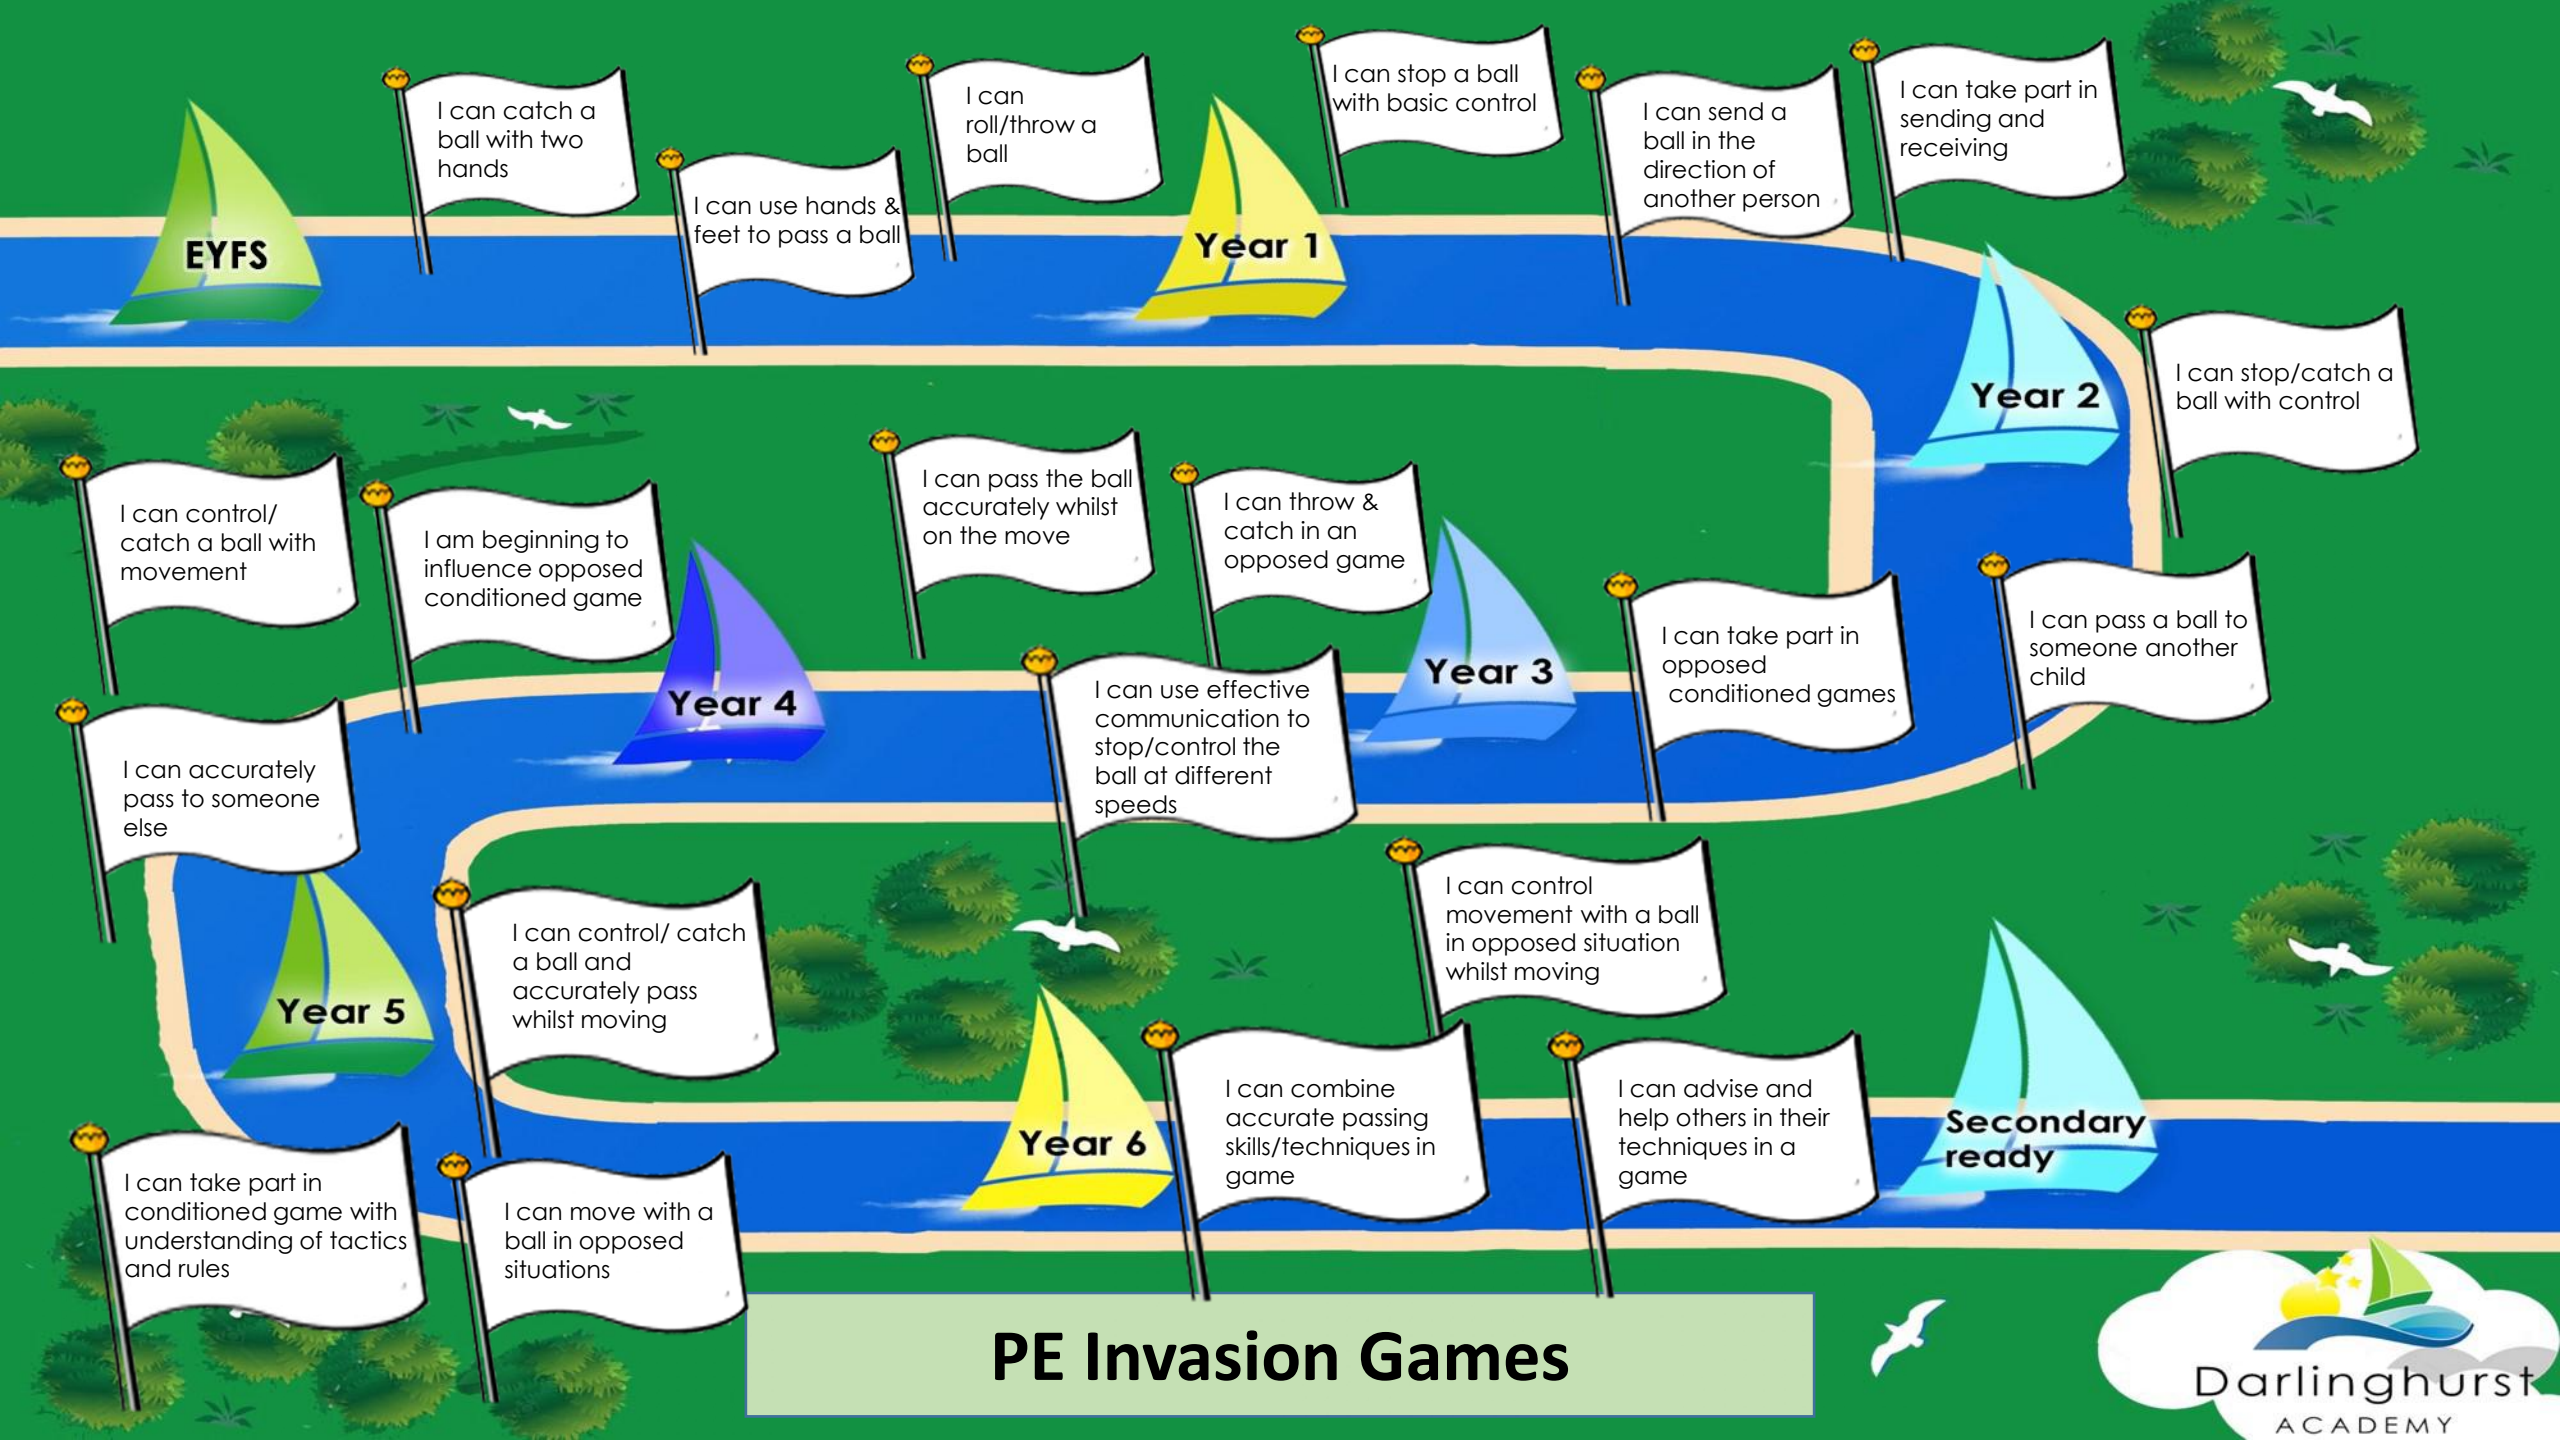 EYFS
I can catch a
ball with two
hands
I can use hands &
feet to pass a ball
I can
roll/throw a
ball
Year 1
I can stop a ball
with basic control
I can send a
ball in the
direction of
another person
I can take part in
sending and
receiving
Year 2
I can stop/catch a
ball with control
I can pass a ball to
someone another
child
I can take part in
opposed
conditioned games
Year 3
I can throw &
catch in an
opposed game
I can use effective
communication to
stop/control the
ball at different
speeds
I can pass the ball
accurately whilst
on the move
Year 4
I am beginning to
influence opposed
conditioned game
I can control/
catch a ball with
movement
I can accurately
pass to someone
else
Year 5
I can control/ catch
a ball and
accurately pass
whilst moving
I can take part in
conditioned game with
understanding of tactics
and rules
I can move with a
ball in opposed
situations
Year 6
I can combine
accurate passing
skills/techniques in
game
I can control
movement with a ball
in opposed situation
whilst moving
I can advise and
help others in their
techniques in a
game
Secondary
ready
PE Invasion Games
Darlinghurst
ACADEMY